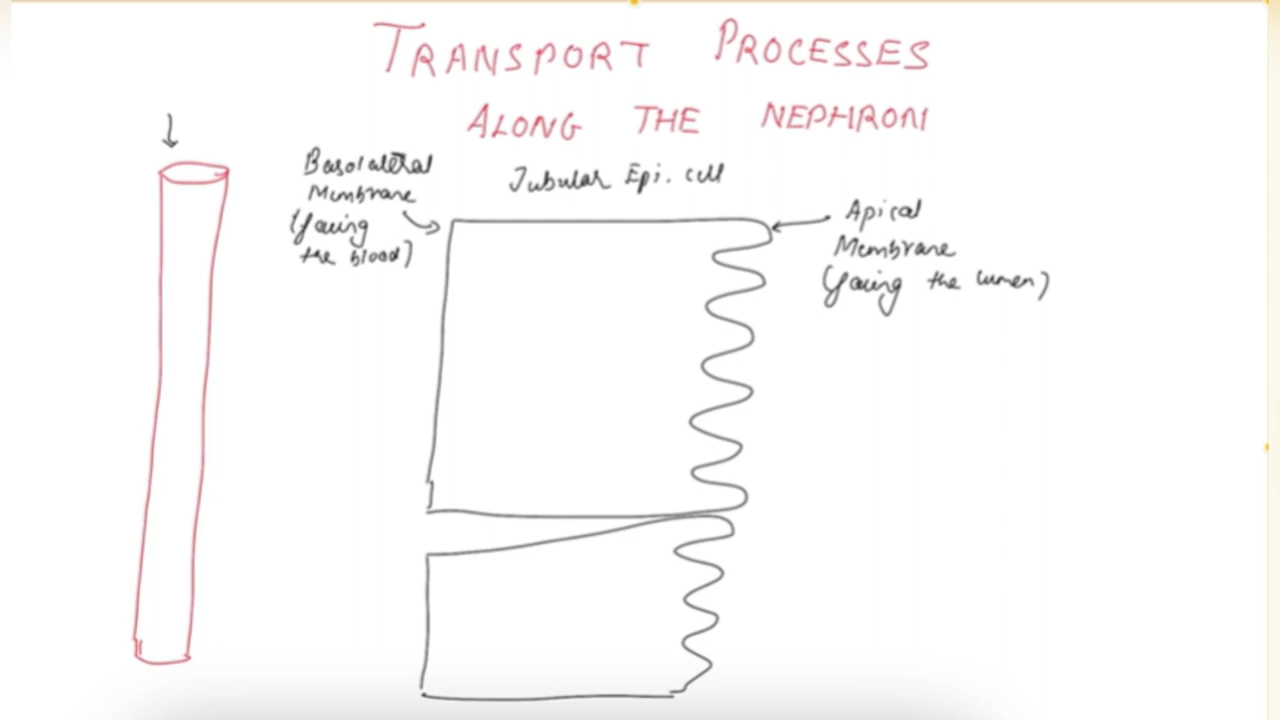 TRANSPORT PROCESSES
ALONG THE NEPHRON
Basolateral
Membrane
(facing
the blood)
Tubular Epi. cell
Apical
Membrane
(facing the lumen)